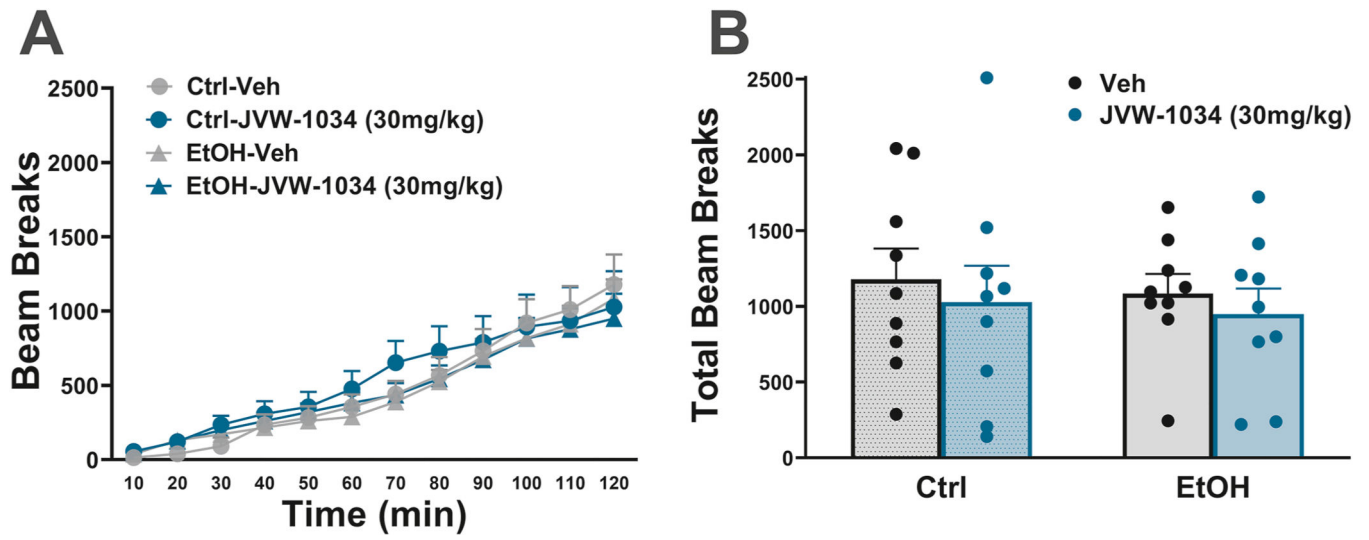 A
Beam Breaks
2500
2000
1500
1000
500
0
Ctrl-Veh
Ctrl-JVW-1034 (30mg/kg)
EtOH-Veh
EtOH-JVW-1034 (30mg/kg)
10 20 30 40 50 60 70 80 90 100 110 120
Time (min)
B
Total Beam Breaks
2500
2000
1500
1000
500
0
Veh
JVW-1034 (30mg/kg)
Ctrl EtOH